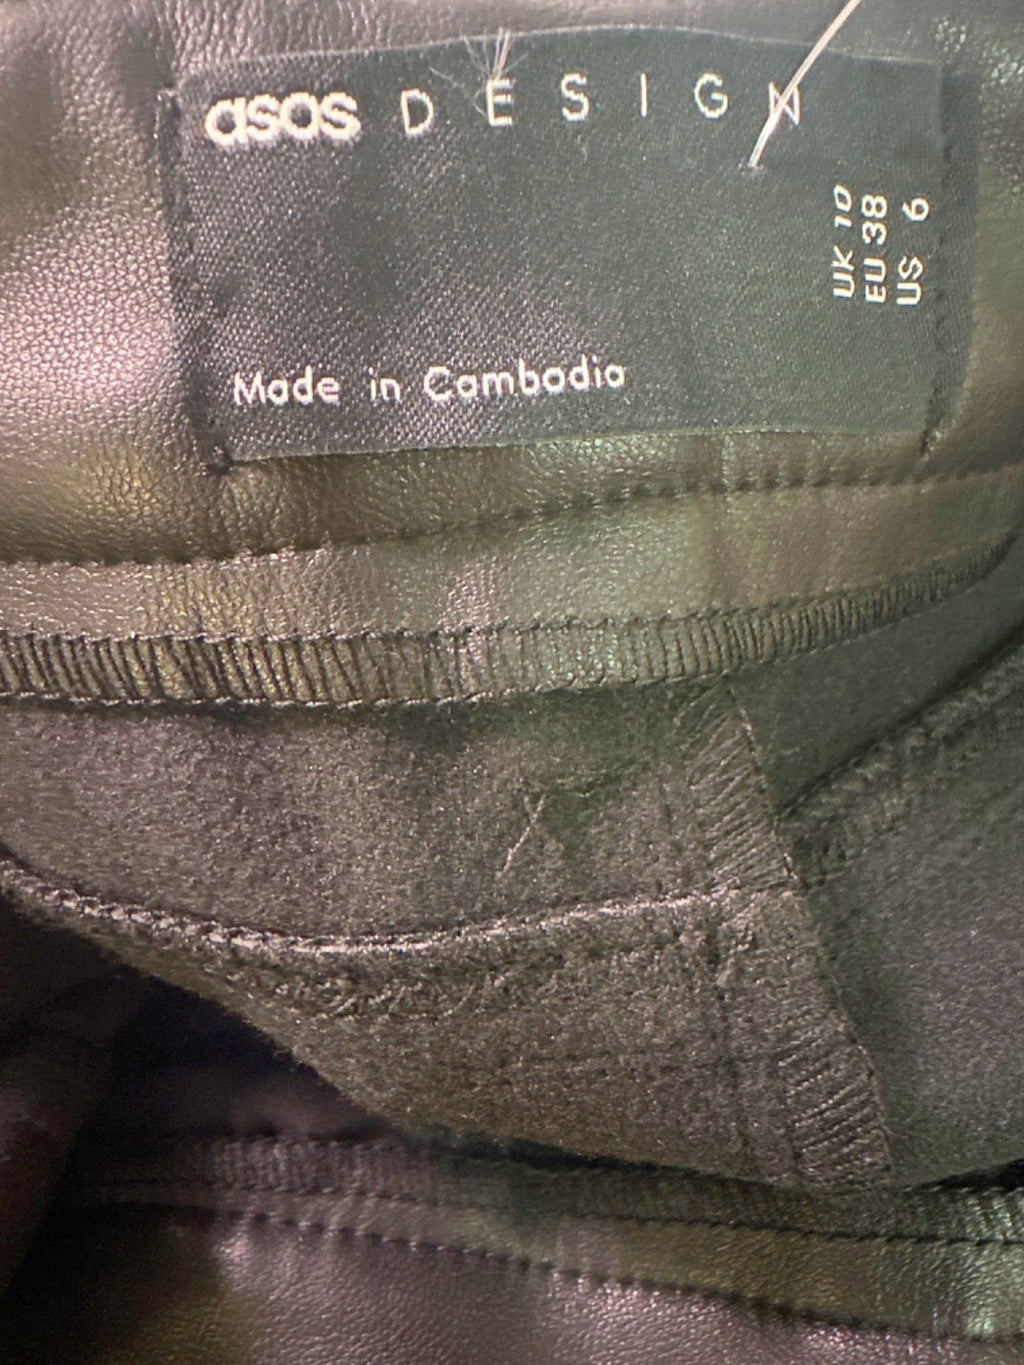 asos DESIGN
UK 10
EU 38
US 6
Made in Cambodia